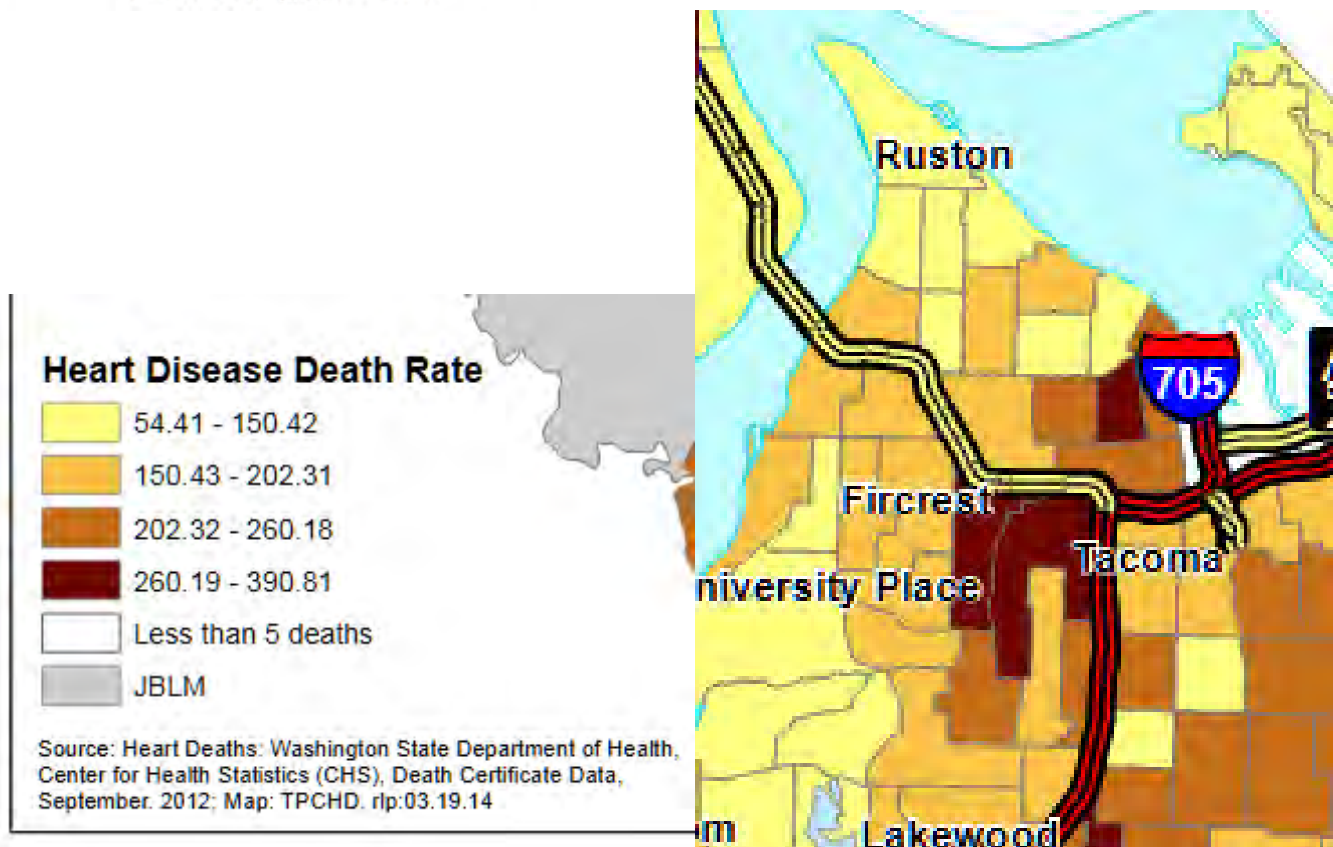 Heart Disease Death Rate
54.41 - 150.42
150.43 - 202.31
202.32 - 260.18
260.19 - 390.81
Less than 5 deaths
JBLM
Source: Heart Deaths: Washington State Department of Health,
Center for Health Statistics (CHS), Death Certificate Data,
September. 2012; Map: TPCHD. rlp:03.19.14
Ruston
705
Fircrest
Tacoma
niversity Place
m
Lakewood